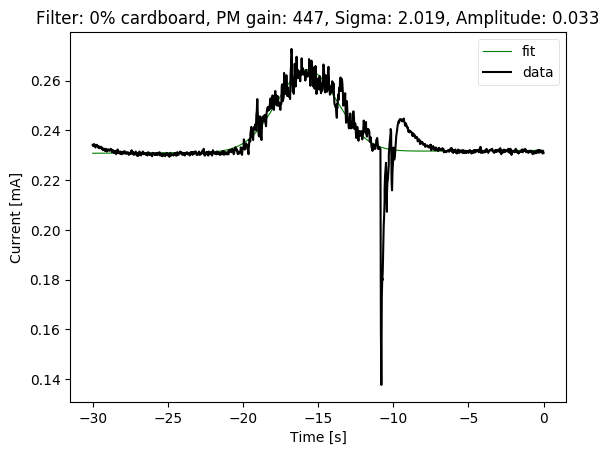 Filter: 0% cardboard, PM gain: 447, Sigma: 2.019, Amplitude: 0.033
fit
data
0.26
0.24
0.22
0.20
0.18
0.16
0.14
Current [mA]
−30
−25
−20
−15
−10
−5
0
Time [s]